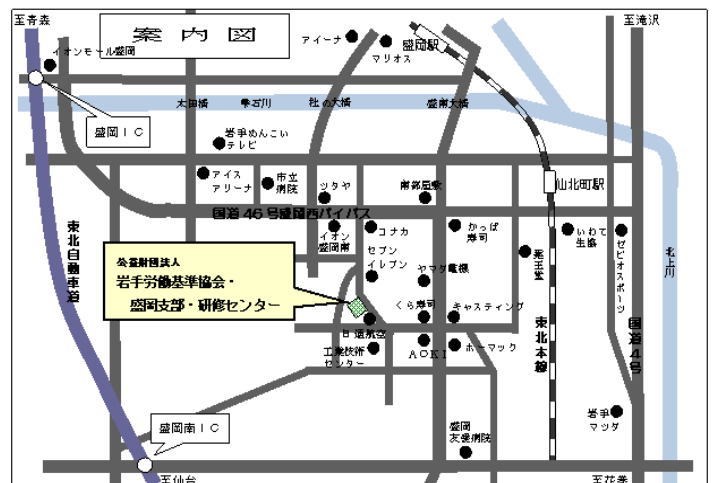 至青森
案内図
アイーナ
マリオス
盛岡駅
至滝沢
イオンモール盛岡
太田橋
雫石川
杜の大橋
盛南大橋
盛岡IC
岩手めんこい
テレビ
アイス
アリーナ
市立
病院
ツタヤ
南部屋敷
仙北町駅
国道46号盛岡西バイパス
イオン
盛岡南
コナカ
かっぱ
寿司
いわて
生協
ゼビオスポーツ
北上川
東北自動車道
公益財団法人
岩手労働基準協会・
盛岡支部・研修センター
セブン
イレブン
ヤマダ電機
薬王堂
くら寿司
キャスティング
東北本線
国道4号
日通航空
工業技術
センター
AOKI
ホーマック
盛岡南IC
盛岡
友愛病院
岩手
マツダ
至仙台
至花巻